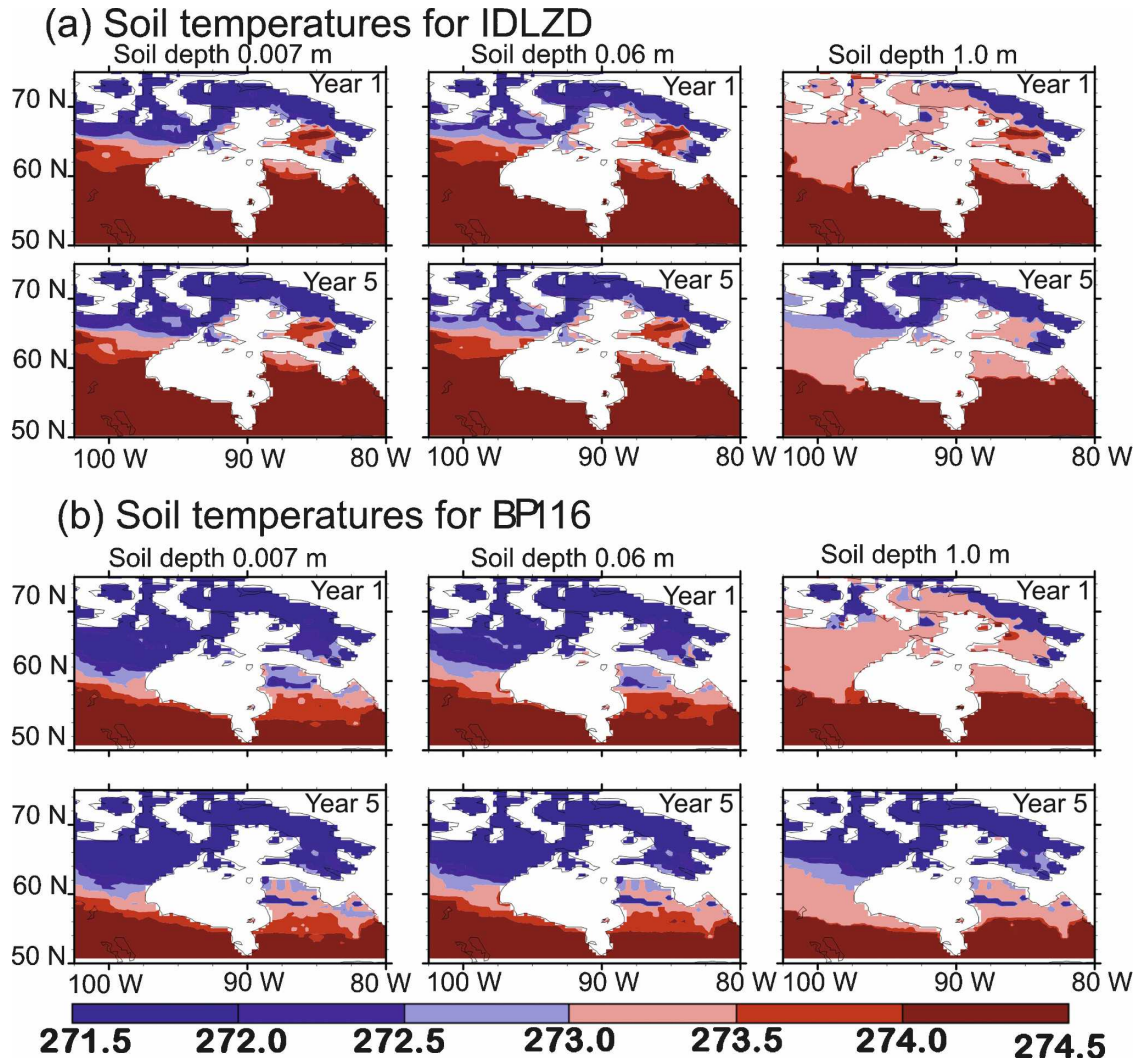 (a) Soil temperatures for IDLZD
Soil depth 0.007 m Soil depth 0.06 m Soil depth 1.0 m
Year 1 Year 1 Year 1
70 N
60 N
50 N
Year 5 Year 5 Year 5
70 N
60 N
50 N
100 W 90 W 80 W 100 W 90 W 80 W 100 W 90 W 80 W
(b) Soil temperatures for BP116
Soil depth 0.007 m Soil depth 0.06 m Soil depth 1.0 m
Year 1 Year 1 Year 1
70 N
60 N
50 N
Year 5 Year 5 Year 5
70 N
60 N
50 N
100 W 90 W 80 W 100 W 90 W 80 W 100 W 90 W 80 W
271.5 272.0 272.5 273.0 273.5 274.0 274.5